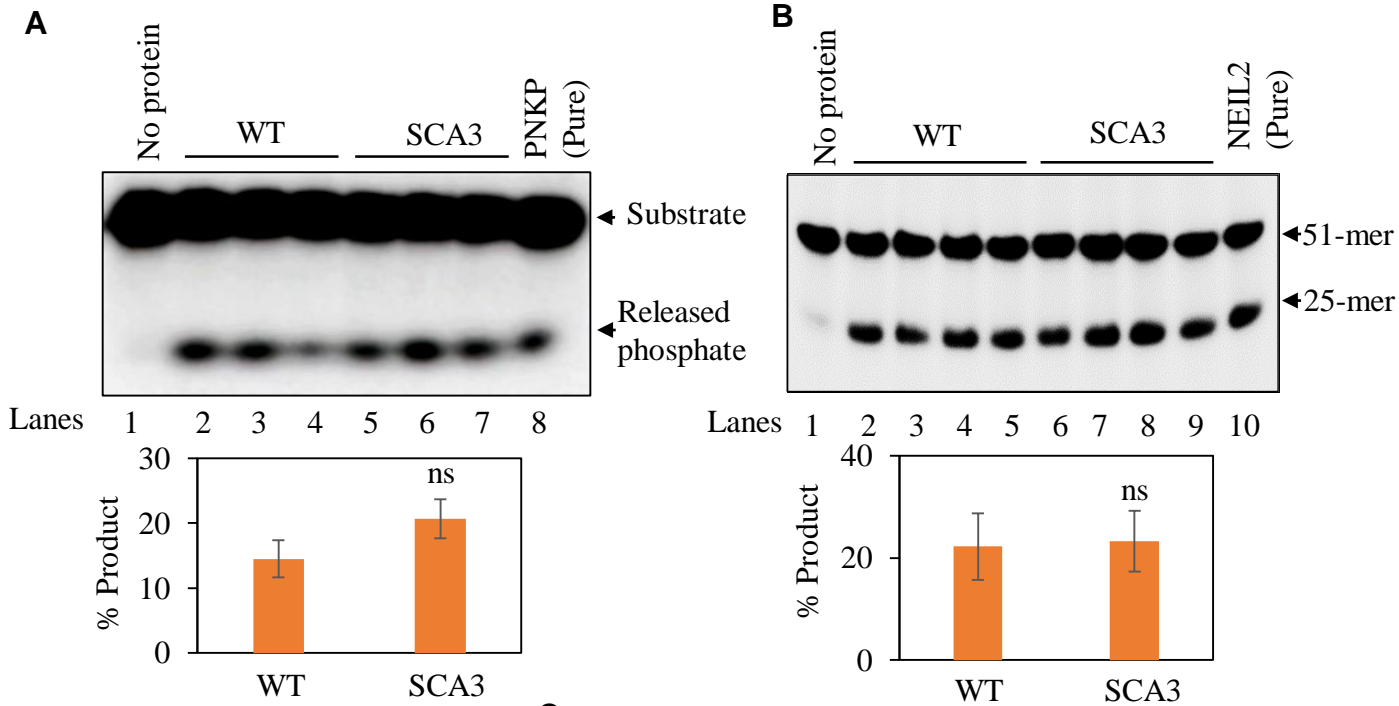 A
No protein
WT
SCA3
PNKP
(Pure)
Substrate
Released
phosphate
Lanes 1 2 3 4 5 6 7 8
% Product
30
20
10
0
ns
WT SCA3
B
No protein
WT
SCA3
NEIL2
(Pure)
51-mer
25-mer
Lanes 1 2 3 4 5 6 7 8 9 10
% Product
40
20
0
ns
WT SCA3